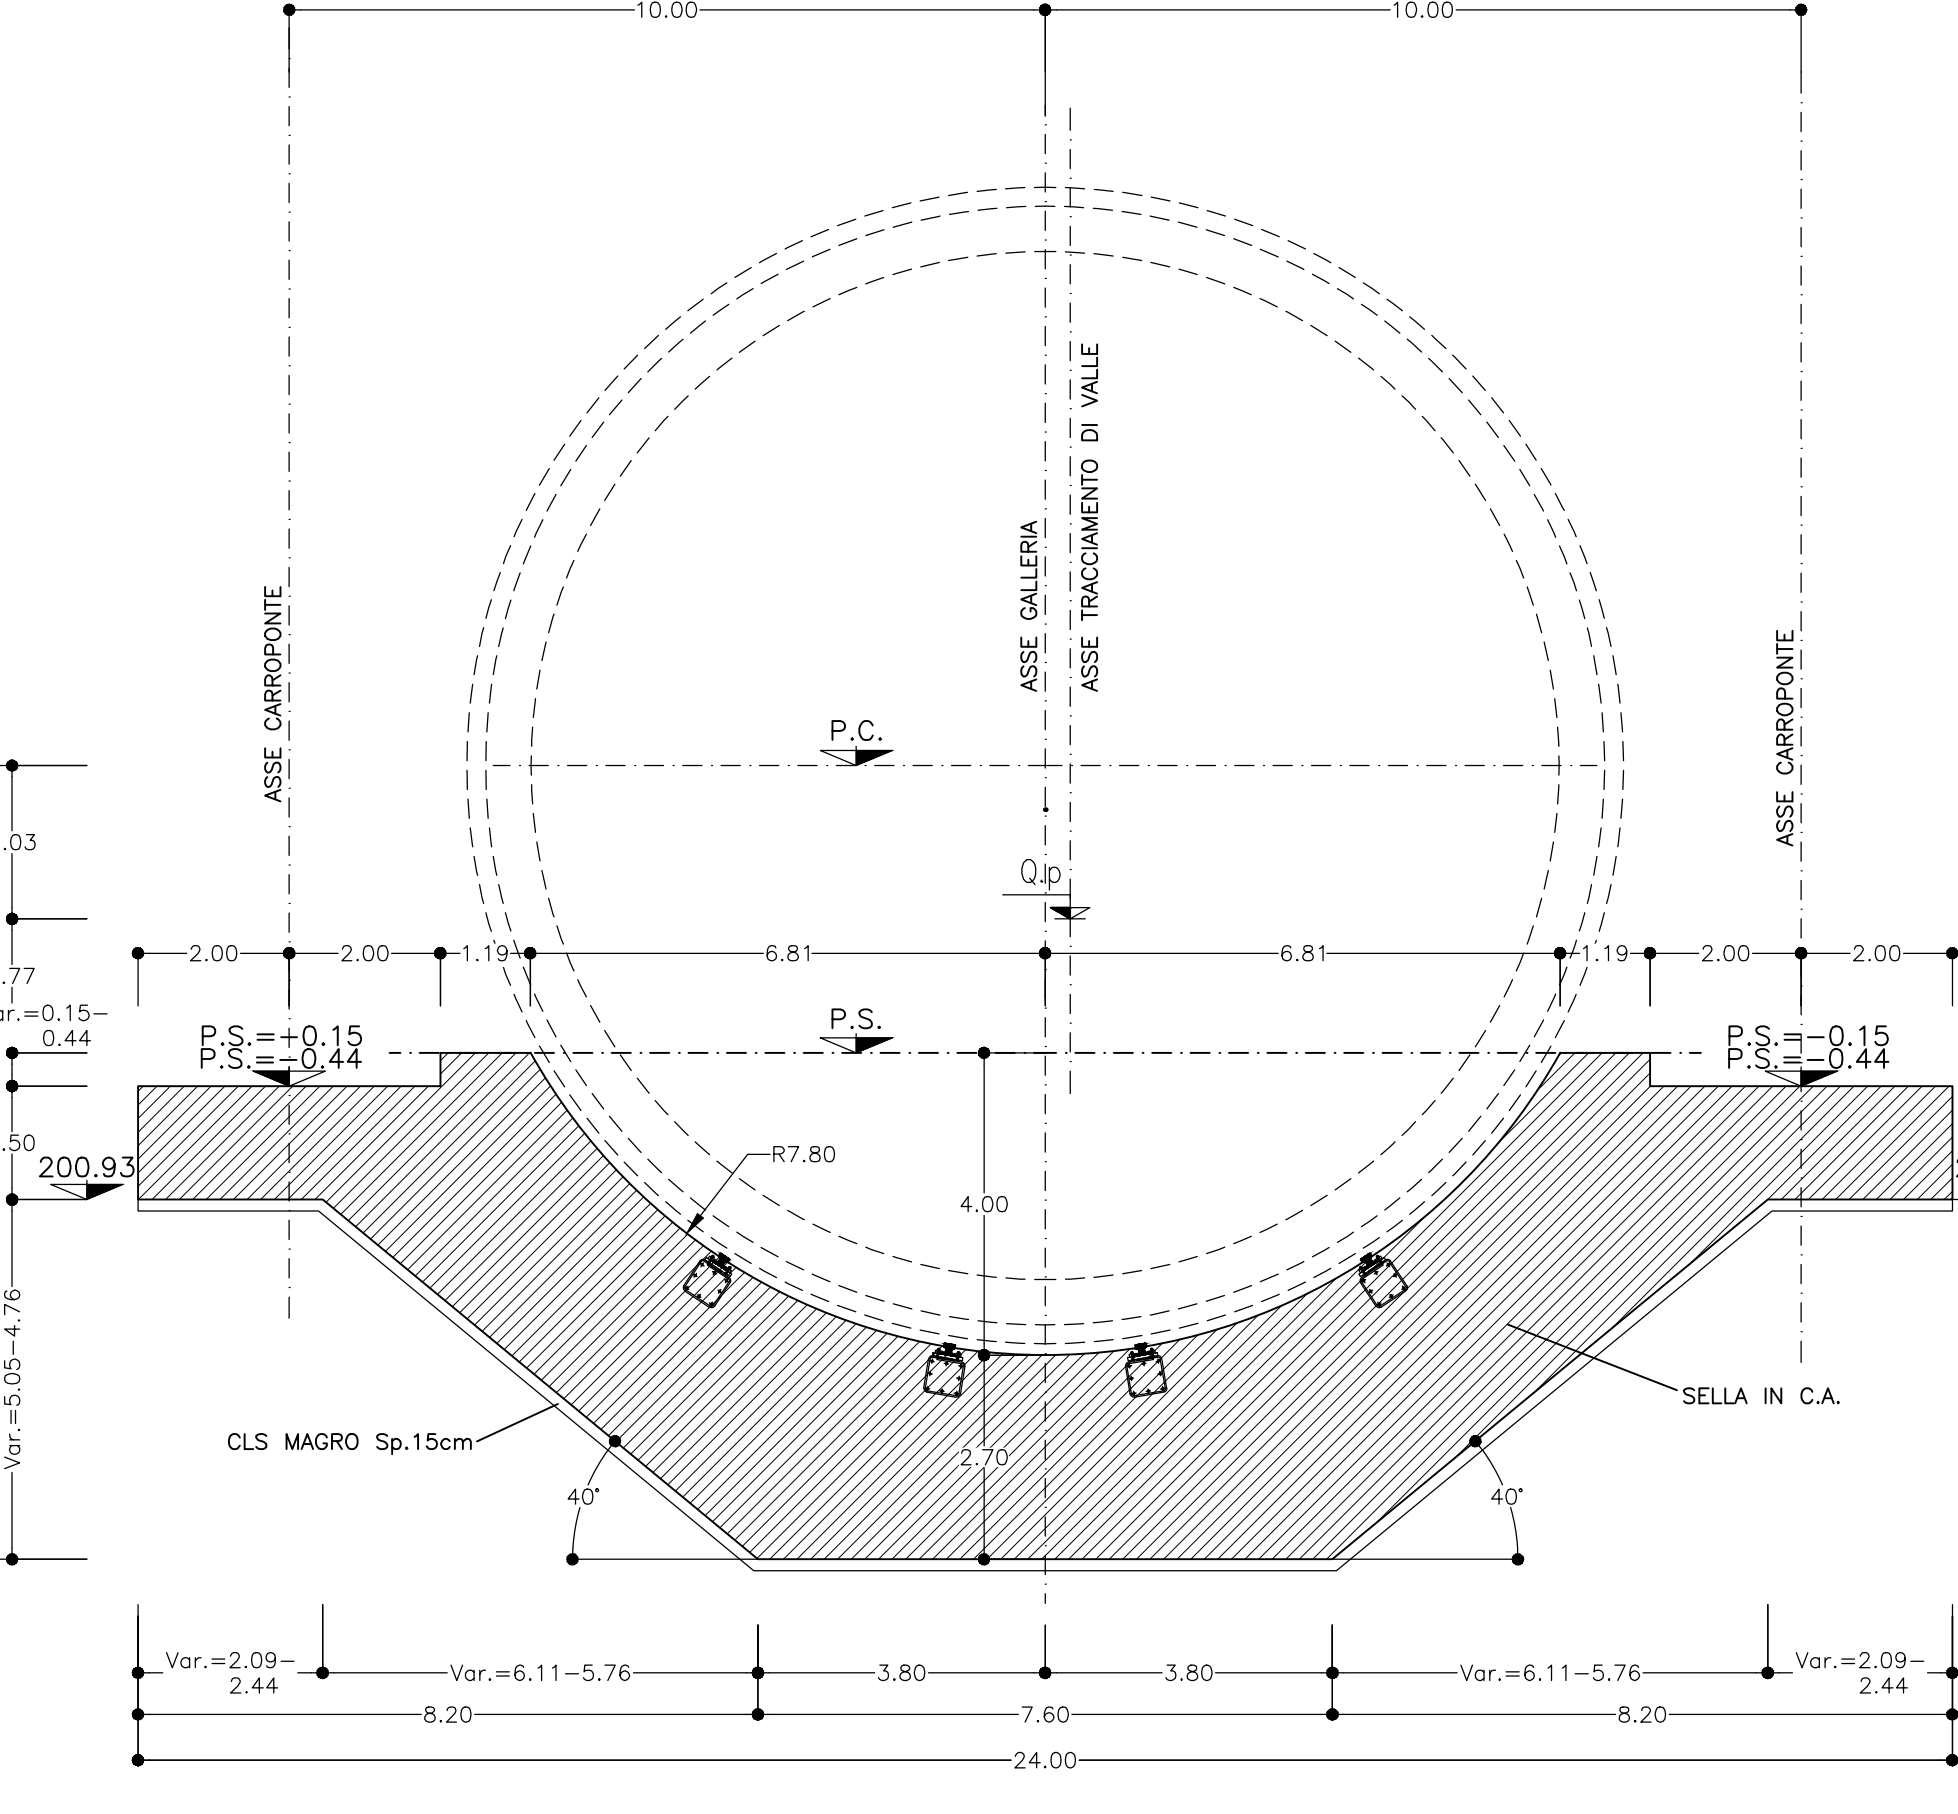 10.00
10.00
ASSE CARROPONTE
ASSE GALLERIA
ASSE TRACCIAMENTO DI VALLE
ASSE CARROPONTE
P.C.
.03
Q.p
2.00
2.00
1.19
6.81
6.81
1.19
2.00
2.00
.77
ar.=0.15-
0.44
P.S.=-0.15
P.S.=-0.44
P.S.
P.S.=-0.15
P.S.=-0.44
.50
200.93
R7.80
4.00
Var.=5.05-4.76
SELLA IN C.A.
CLS MAGRO Sp.15cm
2.70
40°
40°
Var.=2.09-
2.44
Var.=6.11-5.76
3.80
3.80
Var.=6.11-5.76
Var.=2.09-
2.44
8.20
7.60
8.20
24.00